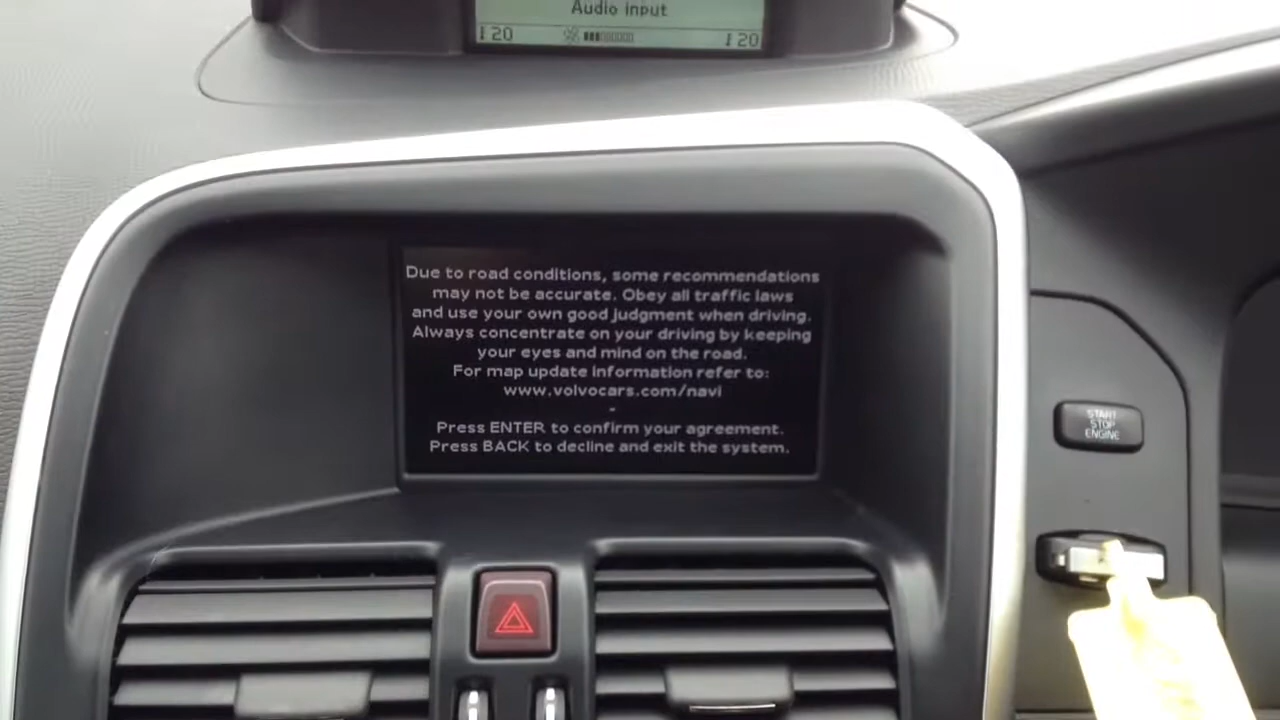 Audio input
20
20
Due to road conditions, some recommendations
may not be accurate. Obey all traffic laws
and use your own good judgment when driving.
Always concentrate on your driving by keeping
your eyes and mind on the road.
For map update information refer to:
www.volvocars.com/navi
-
Press ENTER to confirm your agreement.
Press BACK to decline and exit the system.
START
STOP
ENGINE